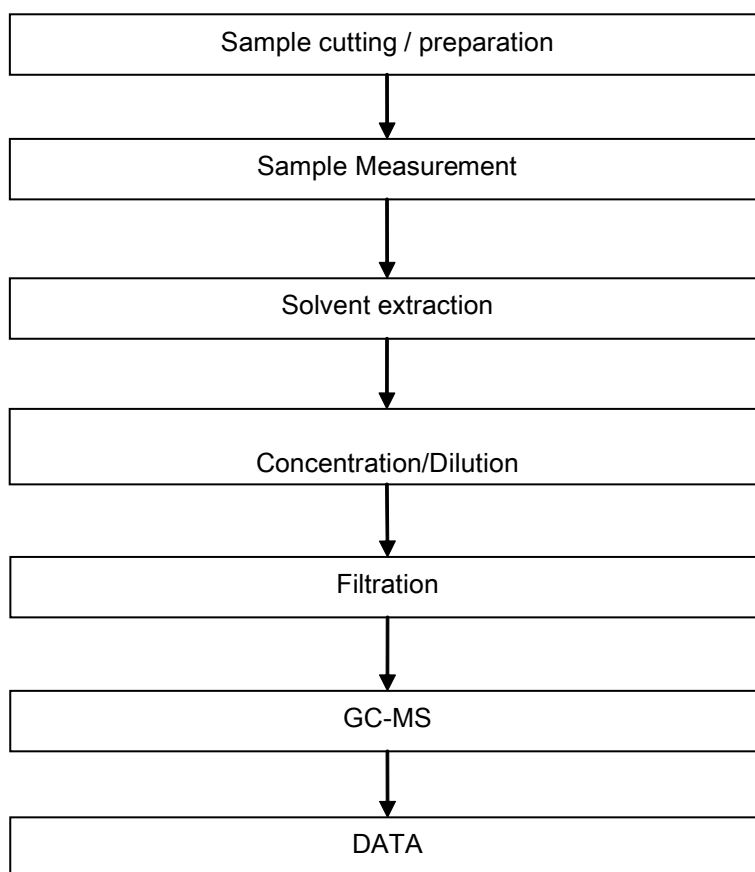 Sample cutting / preparation
Sample Measurement
Solvent extraction
Concentration/Dilution
Filtration
GC-MS
DATA